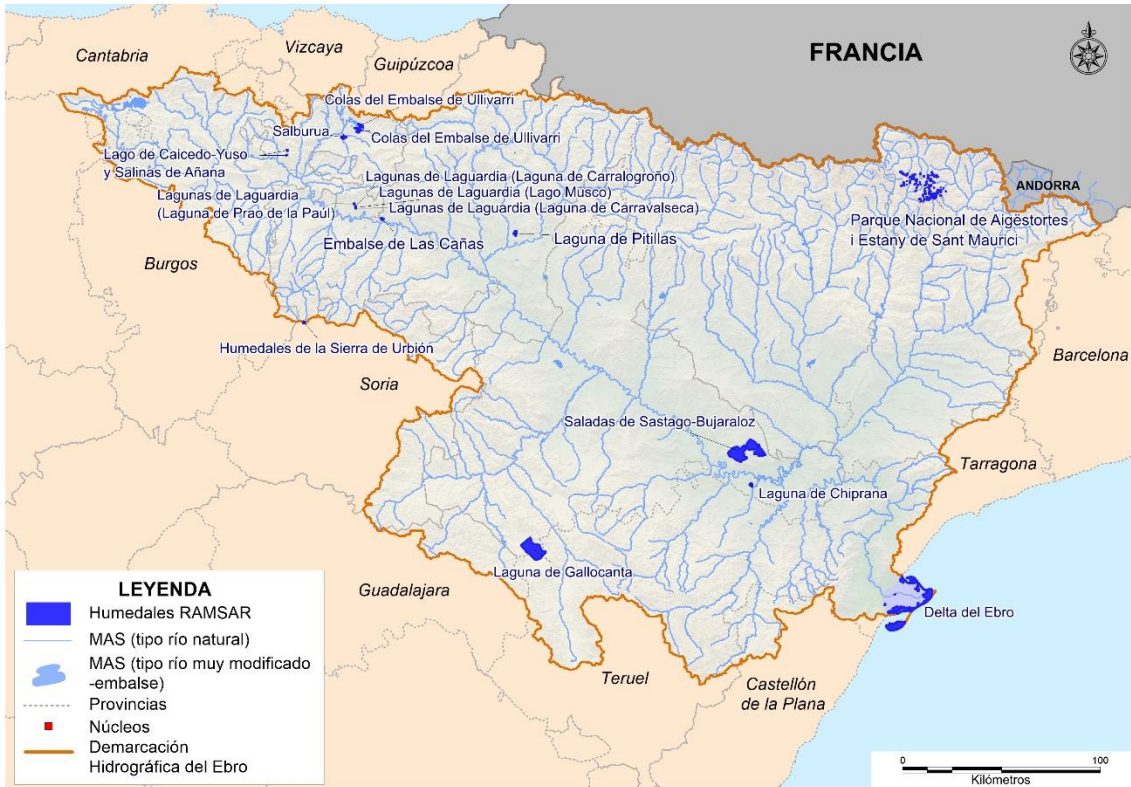 Cantabria
Vizcaya
Guipúzcoa
FRANCIA
Colas del Embalse de Ullivarri
Salburua
Colas del Embalse de Ullivarri
Lago de Caicedo-Yuso
y Salinas de Añana
Lagunas de Laguardia (Laguna de Carralogroño)
Lagunas de Laguardia (Lago Musco)
Lagunas de Laguardia (Laguna de Carravalseca)
Lagunas de Laguardia
(Laguna de Prao de la Paúl)
Embalse de Las Cañas
Laguna de Pitillas
ANDORRA
Parque Nacional de Aigëstortes
i Estany de Sant Maurici
Burgos
Humedales de la Sierra de Urbión
Soria
Barcelona
Saladas de Sastago-Bujaraloz
Tarragona
Laguna de Chiprana
Laguna de Gallocanta
Guadalajara
Delta del Ebro
Teruel
Castellón
de la Plana
LEYENDA
Humedales RAMSAR
MAS (tipo río natural)
MAS (tipo río muy modificado
-embalse)
Provincias
Núcleos
Demarcación
Hidrográfica del Ebro
0 100
Kilómetros